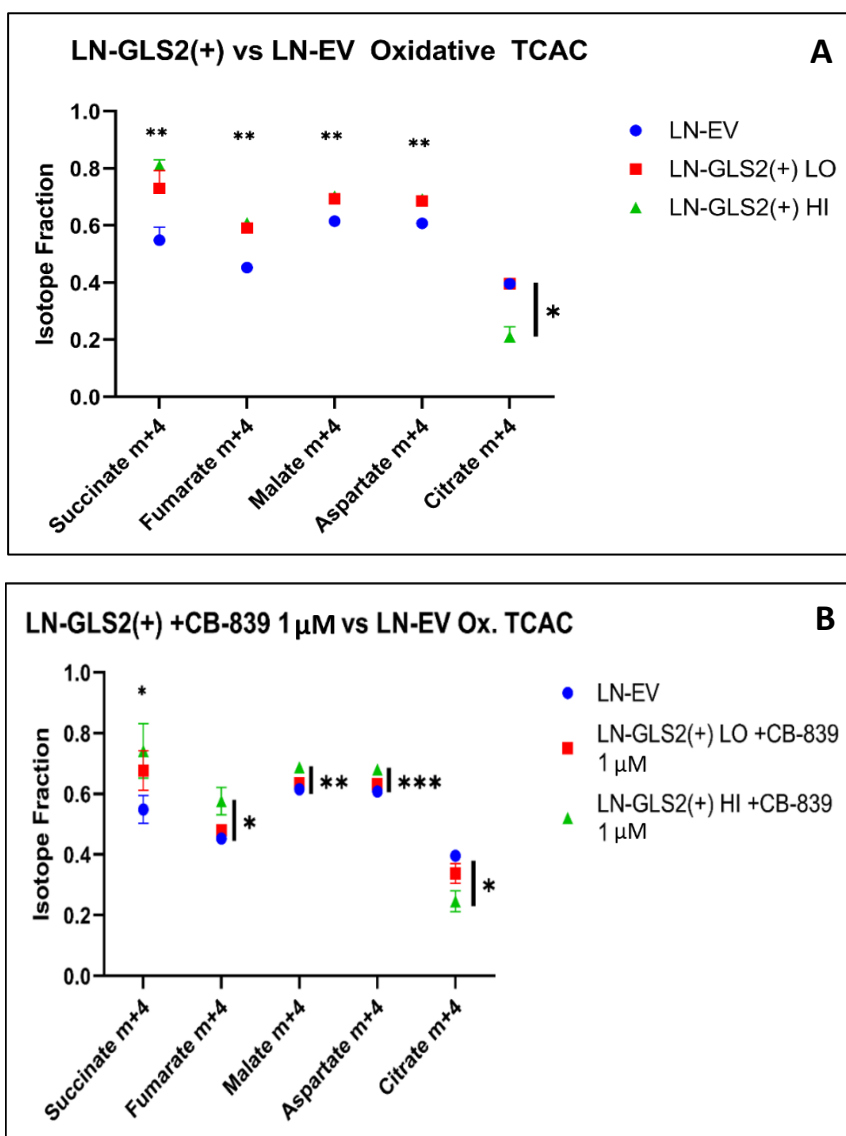 LN-GLS2(+) vs LN-EV Oxidative TCAC
A
Isotope Fraction
1.0
0.8
0.6
0.4
0.2
0.0
**
**
**
**
*
Succinate m+4
Fumarate m+4
Malate m+4
Aspartate m+4
Citrate m+4
LN-EV
LN-GLS2(+) LO
LN-GLS2(+) HI
LN-GLS2(+) +CB-839 1 μM vs LN-EV Ox. TCAC
B
Isotope Fraction
1.0
0.8
0.6
0.4
0.2
0.0
*
*
**
***
*
Succinate m+4
Fumarate m+4
Malate m+4
Aspartate m+4
Citrate m+4
LN-EV
LN-GLS2(+) LO +CB-839
1 μM
LN-GLS2(+) HI +CB-839
1 μM